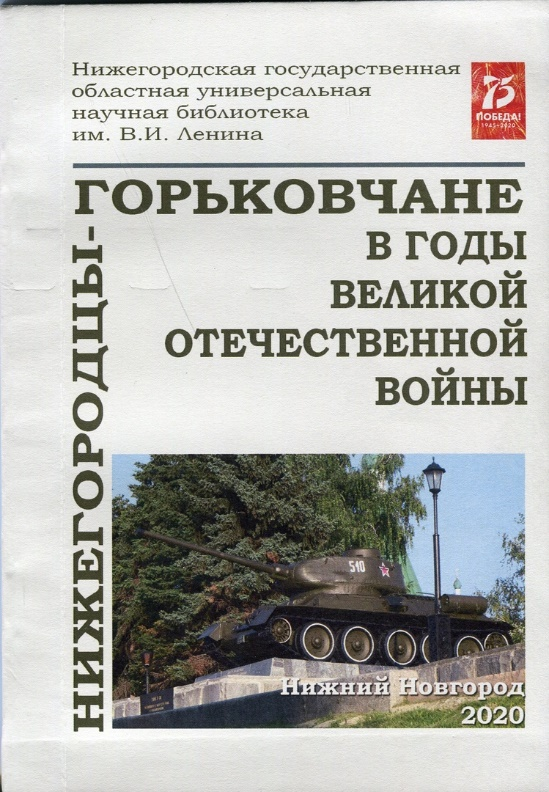 Нижегородская государственная
областная универсальная
научная библиотека
им. В.И. Ленина
75
ПОБЕДА!
1945-2020
НИЖЕГОРОДЦЫ-
ГОРЬКОВЧАНЕ
В ГОДЫ
ВЕЛИКОЙ
ОТЕЧЕСТВЕННОЙ
ВОЙНЫ
510
Нижний Новгород
2020